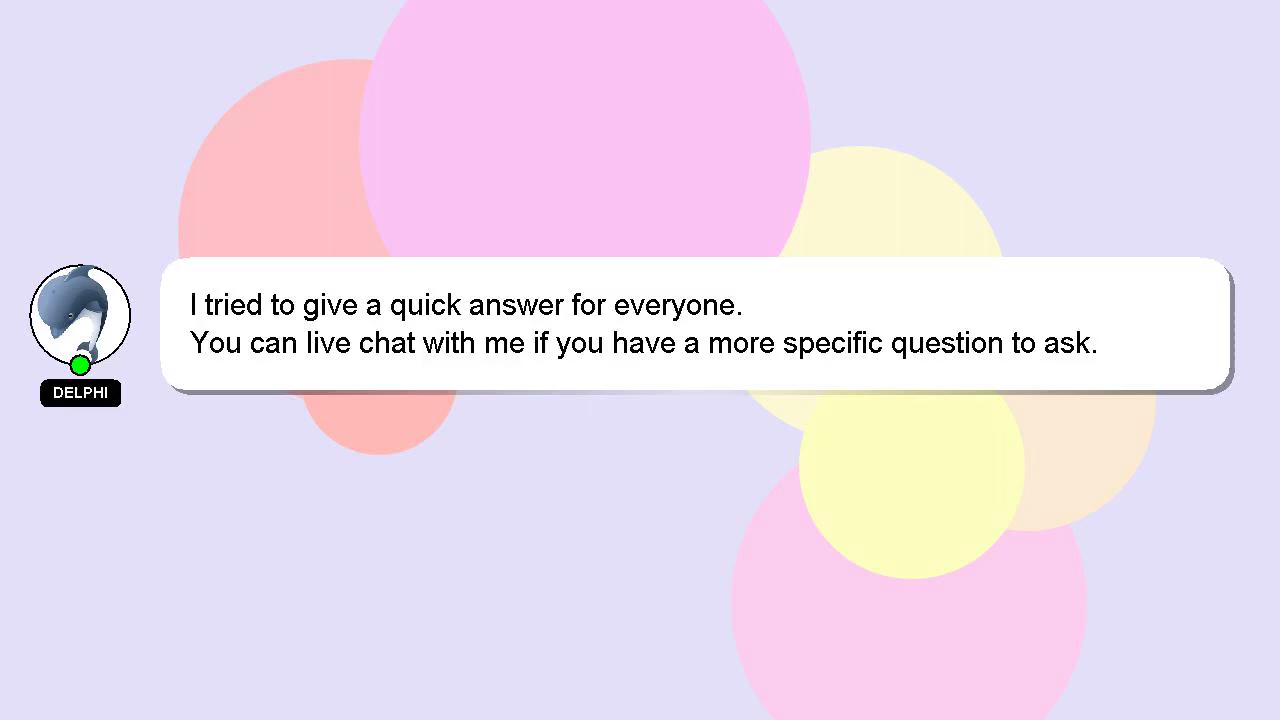 I tried to give a quick answer for everyone.
You can live chat with me if you have a more specific question to ask.
DELPHI